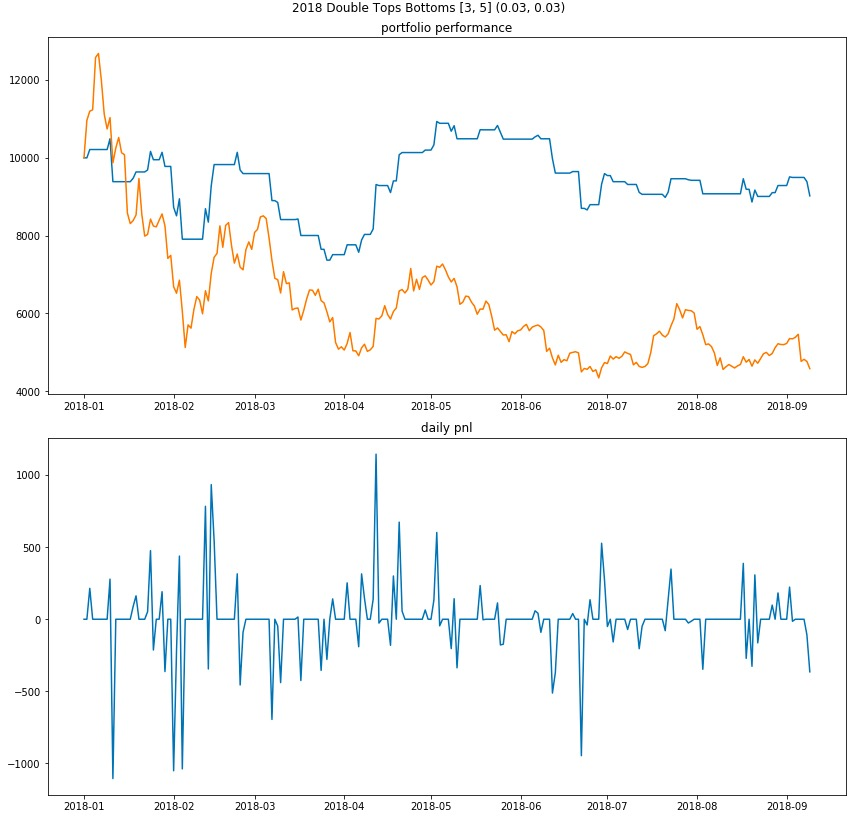 2018 Double Tops Bottoms [3, 5] (0.03, 0.03)
portfolio performance
12000
10000
8000
6000
4000
2018-01 2018-02 2018-03 2018-04 2018-05 2018-06 2018-07 2018-08 2018-09
daily pnl
1000
500
0
−500
−1000
2018-01 2018-02 2018-03 2018-04 2018-05 2018-06 2018-07 2018-08 2018-09